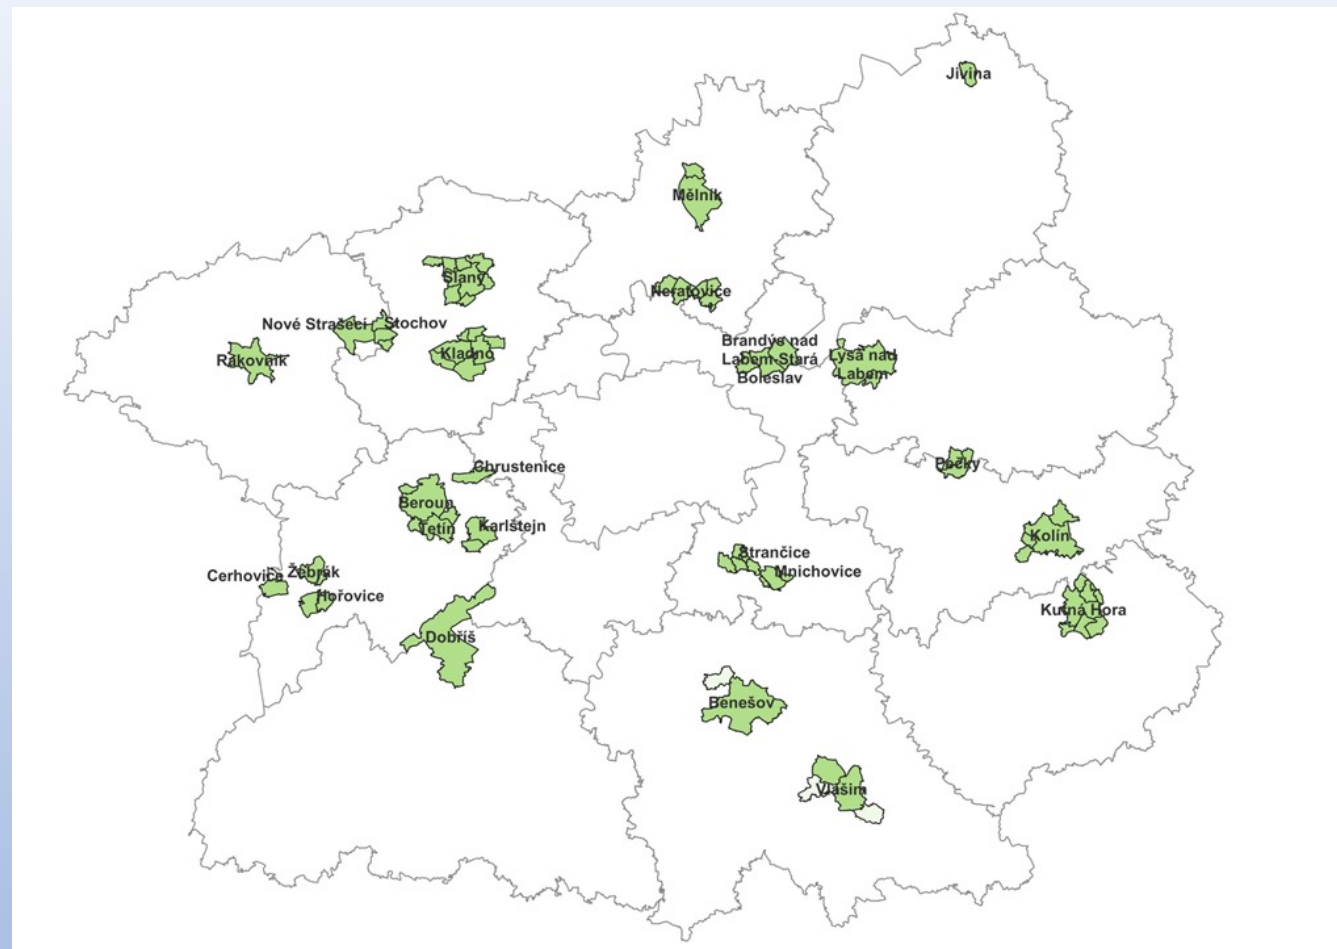 Jivina
Mělník
Slaný
Neratovice
Nové Strašecí
Stochov
Rakovník
Kladno
Brandýs nad
Labem-Stará
Boleslav
Lysá nad
Labem
Pečky
Chrustenice
Beroun
Tetín
Karlštejn
Kolín
Strančice
Mnichovice
Cerhovice
Žebrák
Hořovice
Kutná Hora
Dobříš
Benešov
Vlašim